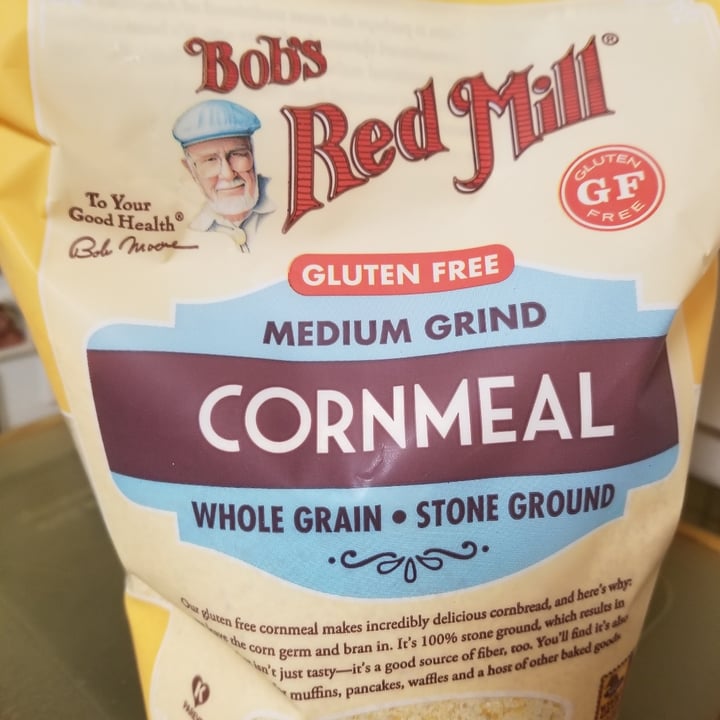 Bob's
Red Mill®
To Your
Good Health®
Bob Moore
GLUTEN
GF
FREE
GLUTEN FREE
MEDIUM GRIND
CORNMEAL
WHOLE GRAIN • STONE GROUND
Our gluten free cornmeal makes incredibly delicious cornbread, and here's why:
the corn germ and bran in. It's 100% stone ground, which results in
isn't just tasty—it's a good source of fiber, too. You'll find it's also
muffins, pancakes, waffles and a host of other baked goods
K